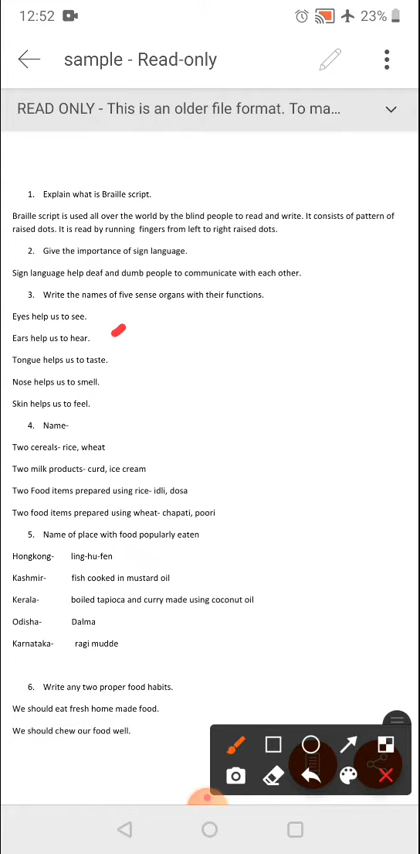 12:52
23%
sample - Read-only
READ ONLY - This is an older file format. To ma...
1. Explain what is Braille script.
Braille script is used all over the world by the blind people to read and write. It consists of pattern of
raised dots. It is read by running fingers from left to right raised dots.
2. Give the importance of sign language.
Sign language help deaf and dumb people to communicate with each other.
3. Write the names of five sense organs with their functions.
Eyes help us to see.
Ears help us to hear.
Tongue helps us to taste.
Nose helps us to smell.
Skin helps us to feel.
4. Name-
Two cereals- rice, wheat
Two milk products- curd, ice cream
Two Food items prepared using rice- idli, dosa
Two food items prepared using wheat- chapati, poori
5. Name of place with food popularly eaten
Hongkong- ling-hu-fen
Kashmir- fish cooked in mustard oil
Kerala- boiled tapioca and curry made using coconut oil
Odisha- Dalma
Karnataka- ragi mudde
6. Write any two proper food habits.
We should eat fresh home made food.
We should chew our food well.